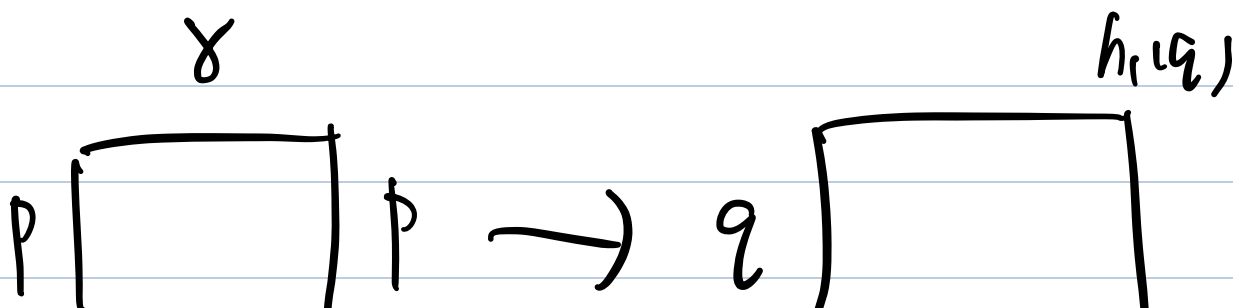 γ h₁(q)
p p → q